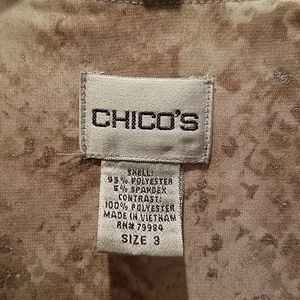 CHICO'S
SHELL:
95% POLYESTER
5% SPANDEX
CONTRAST:
100% POLYESTER
MADE IN VIETNAM
RN# 79984
SIZE 3